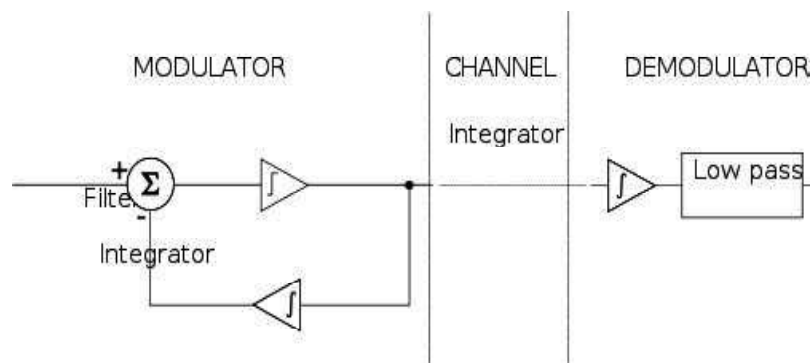 MODULATOR
CHANNEL
DEMODULATOR
Integrator
+
Σ
∫
∫
Low pass
Filter
-
Integrator
∫